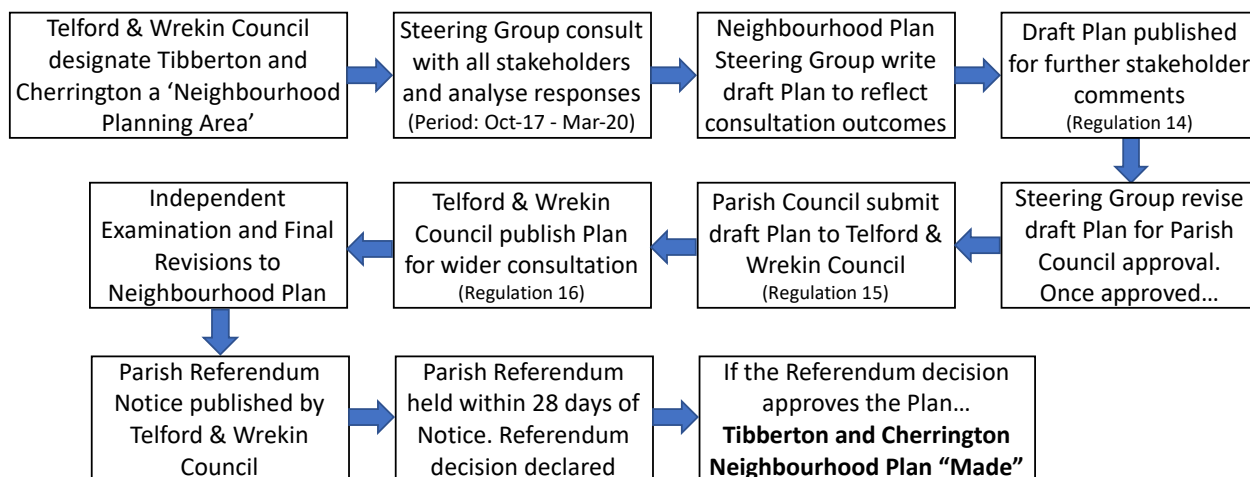 Telford & Wrekin Council
designate Tibberton and
Cherrington a ‘Neighbourhood
Planning Area’
Steering Group consult
with all stakeholders
and analyse responses
(Period: Oct-17 - Mar-20)
Neighbourhood Plan
Steering Group write
draft Plan to reflect
consultation outcomes
Draft Plan published
for further stakeholder
comments
(Regulation 14)
Steering Group revise
draft Plan for Parish
Council approval.
Once approved…
Parish Council submit
draft Plan to Telford &
Wrekin Council
(Regulation 15)
Telford & Wrekin
Council publish Plan
for wider consultation
(Regulation 16)
Independent
Examination and Final
Revisions to
Neighbourhood Plan
Parish Referendum
Notice published by
Telford & Wrekin
Council
Parish Referendum
held within 28 days of
Notice. Referendum
decision declared
If the Referendum decision
approves the Plan…
Tibberton and Cherrington
Neighbourhood Plan “Made”